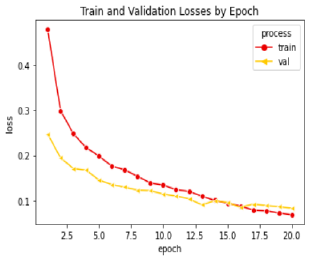 Train and Validation Losses by Epoch
process
train
val
loss
0.4
0.3
0.2
0.1
2.5 5.0 7.5 10.0 12.5 15.0 17.5 20.0
epoch